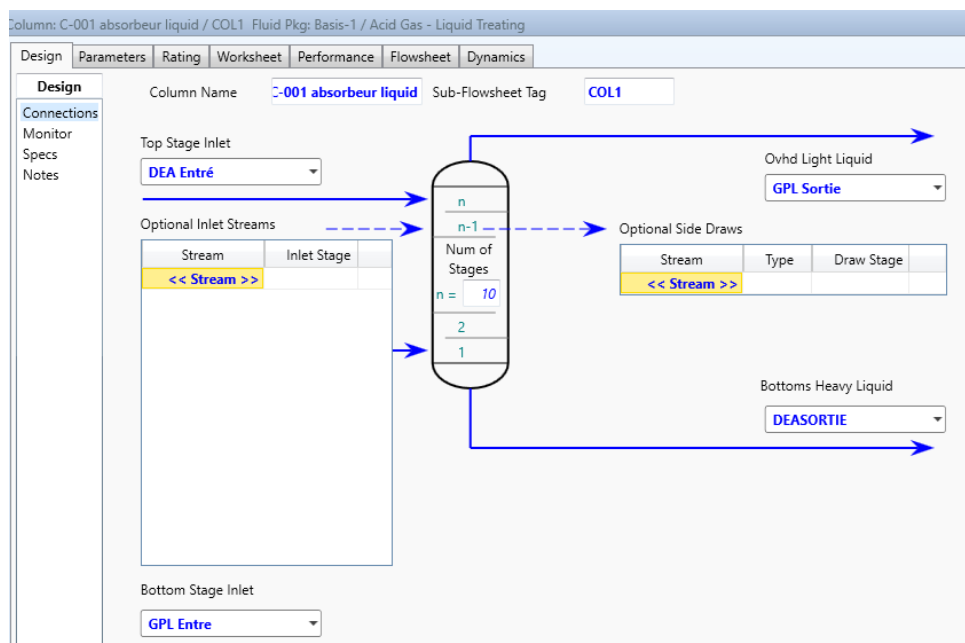 Column: C-001 absorbeur liquid / COL1 Fluid Pkg: Basis-1 / Acid Gas - Liquid Treating
Design Parameters Rating Worksheet Performance Flowsheet Dynamics
Design
Connections
Monitor
Specs
Notes
Column Name C-001 absorbeur liquid Sub-Flowsheet Tag COL1
Top Stage Inlet
DEA Entré
Ovhd Light Liquid
GPL Sortie
Optional Inlet Streams
Stream Inlet Stage
<< Stream >>
n
n-1
Num of
Stages
n = 10
2
1
Optional Side Draws
Stream Type Draw Stage
<< Stream >>
Bottoms Heavy Liquid
DEASORTIE
Bottom Stage Inlet
GPL Entre